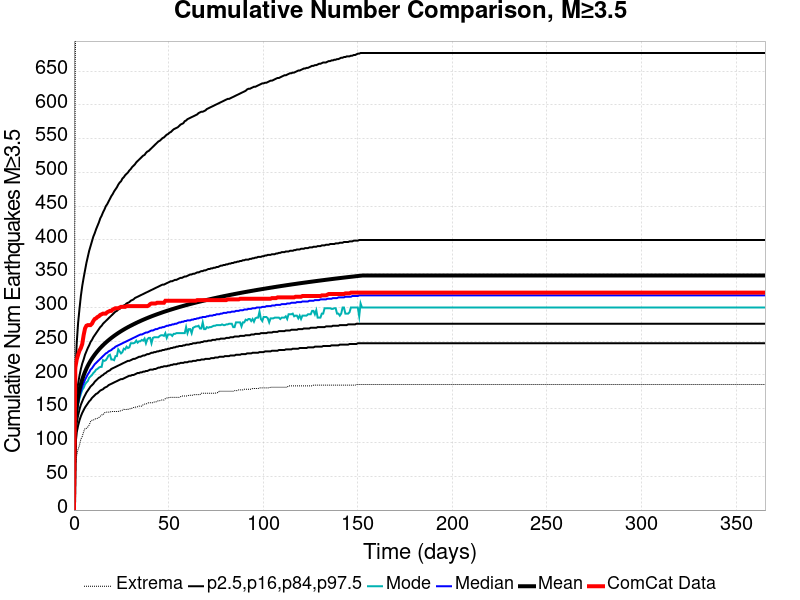 Cumulative Number Comparison, M≥3.5
Cumulative Num Earthquakes M≥3.5
650
600
550
500
450
400
350
300
250
200
150
100
50
0
0 50 100 150 200 250 300 350
Time (days)
Extrema p2.5,p16,p84,p97.5 Mode Median Mean ComCat Data